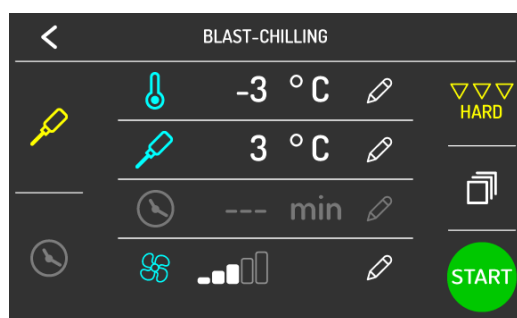 BLAST-CHILLING
-3 °C
HARD
3 °C
--- min
START